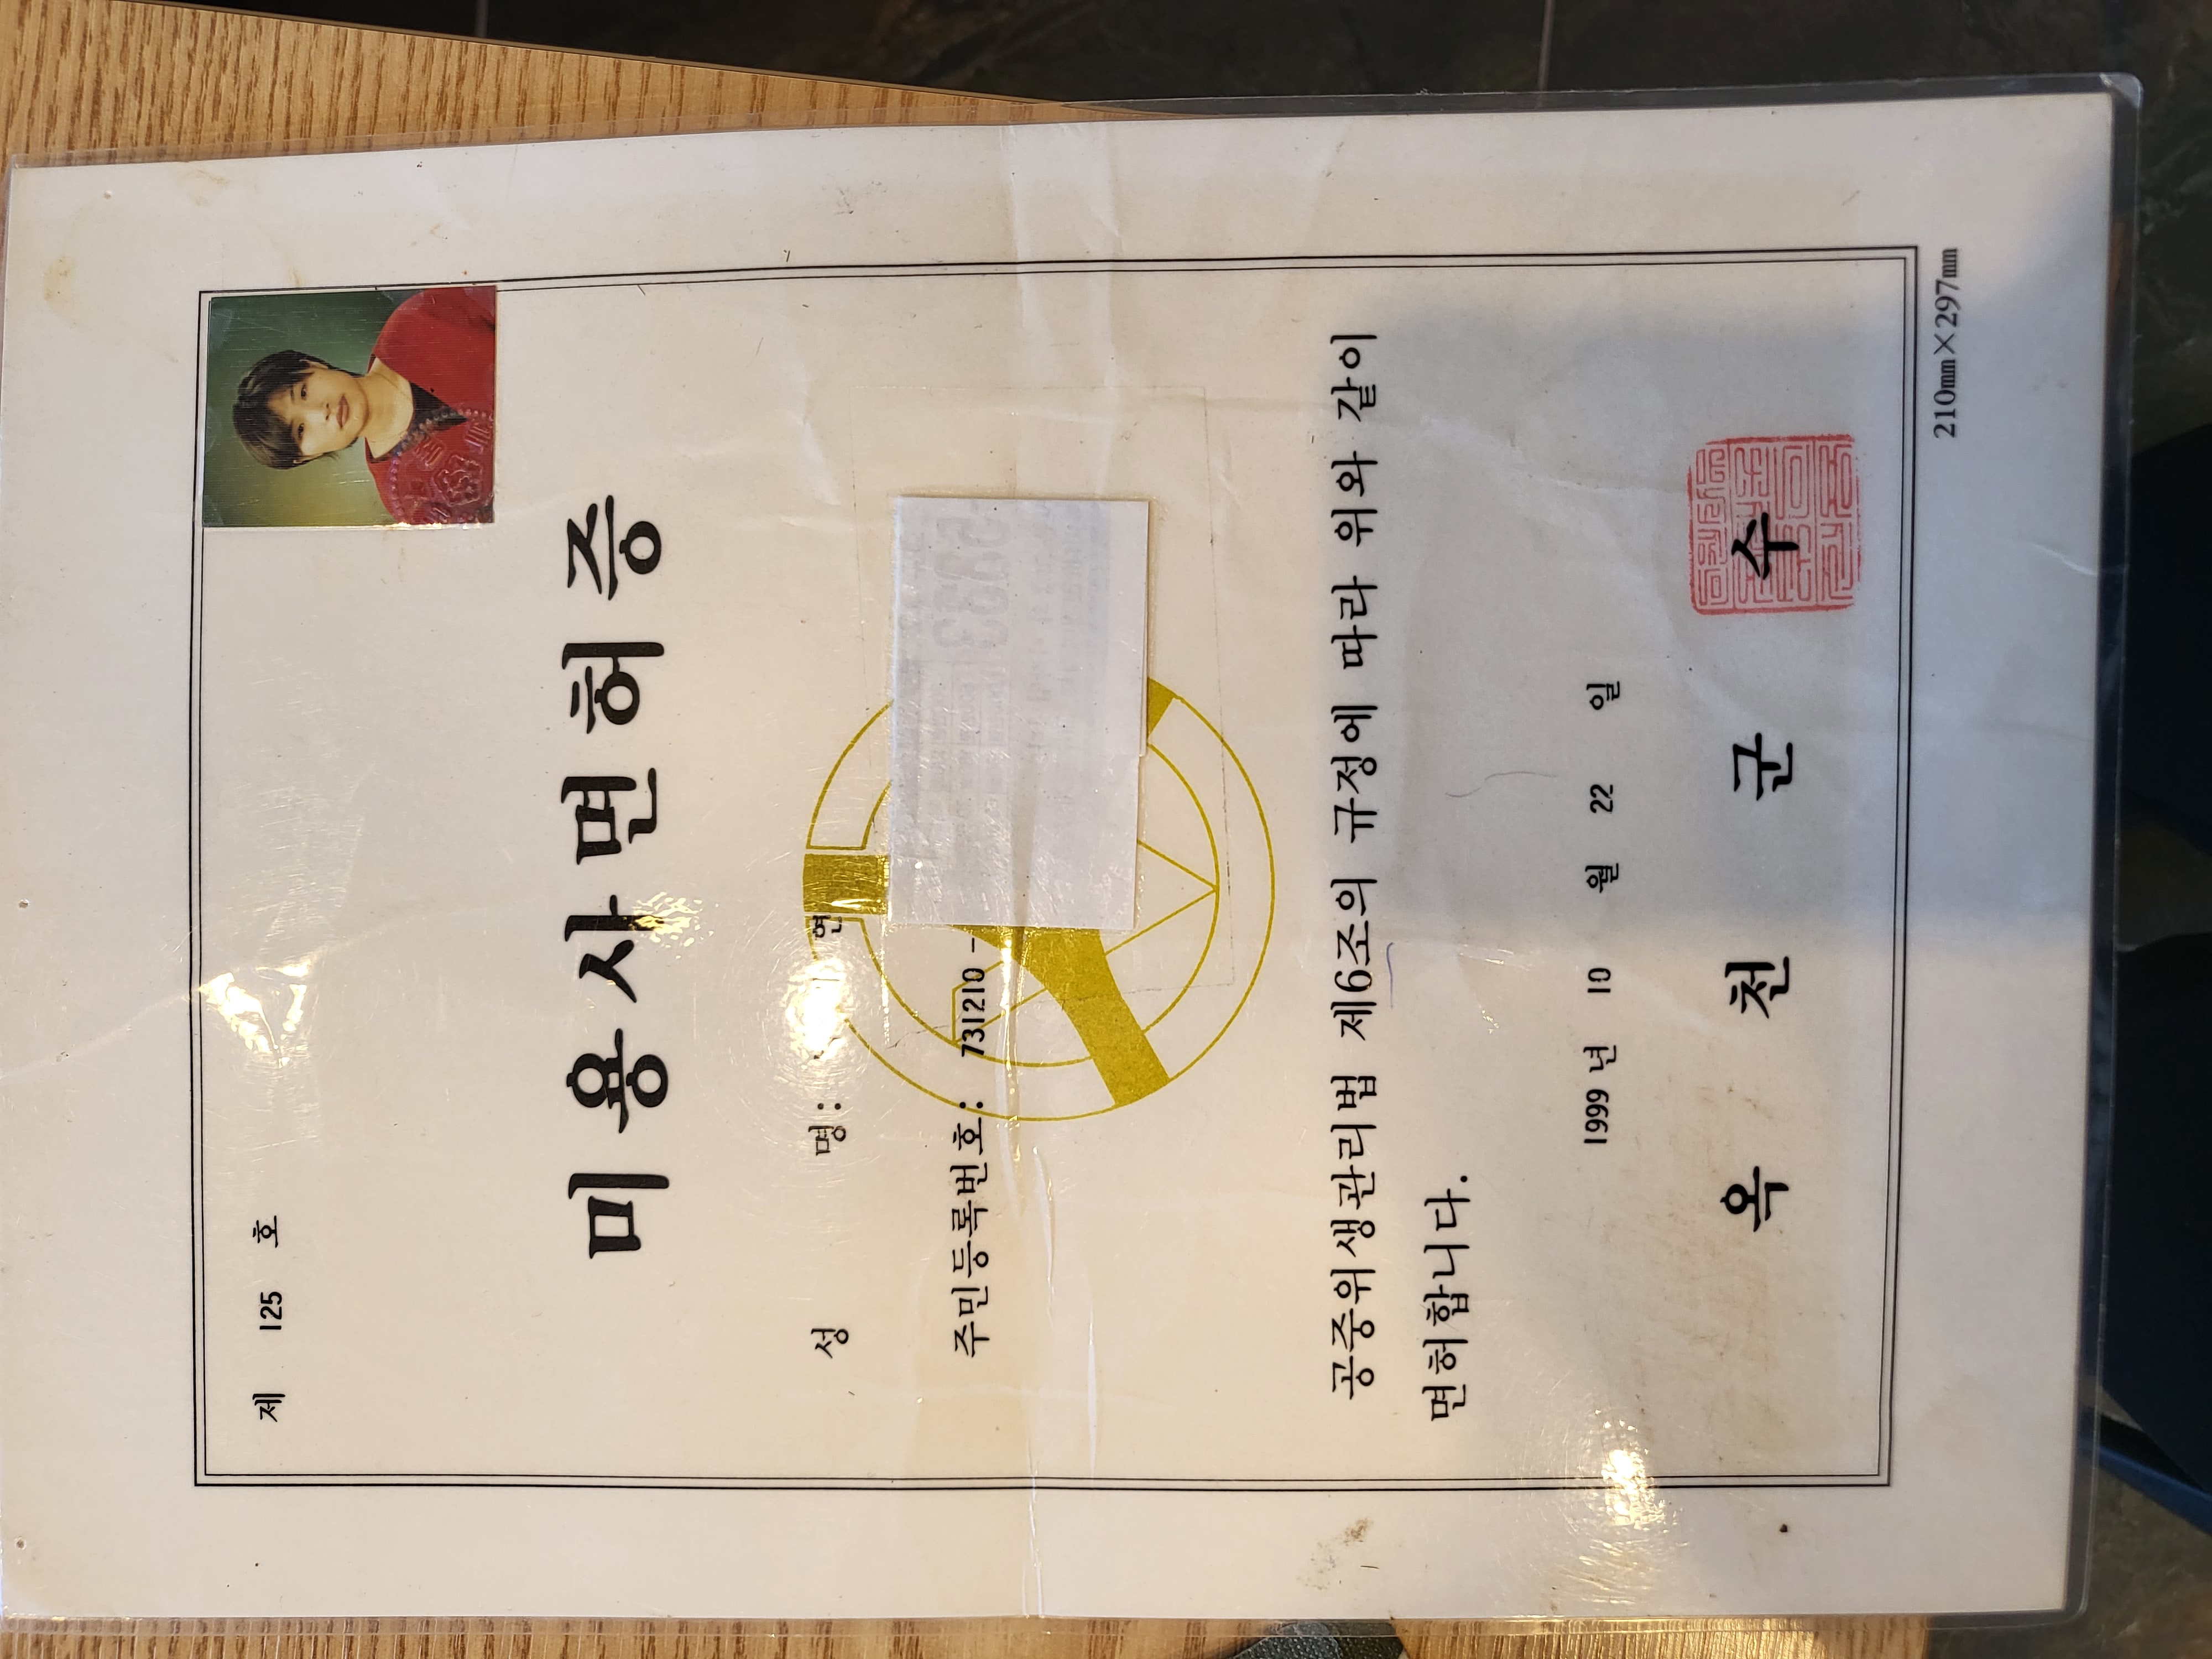 제 125 호
미용사면허증
성 명: 연
주민등록번호: 731210 -
공중위생관리법 제6조의 규정에 따라 위와 같이
면허합니다.
1999 년 10 월 22 일
옥천군수
210mm×297mm